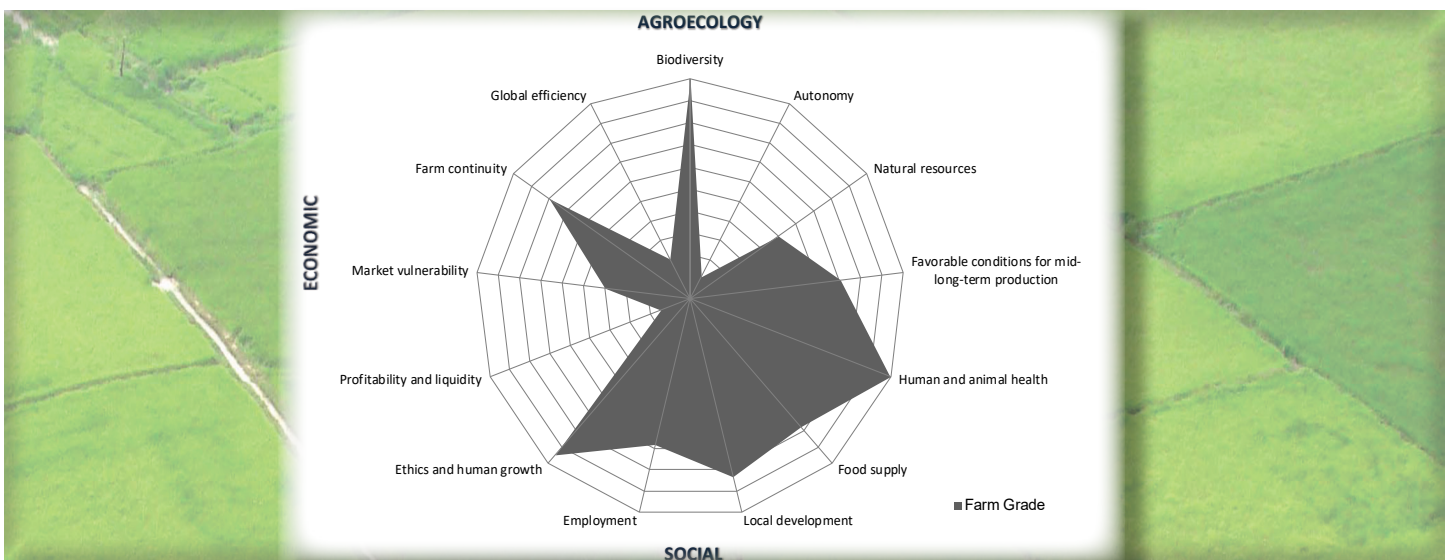 AGROECOLOGY
Biodiversity
Global efficiency
Autonomy
Farm continuity
Natural resources
ECONOMIC
Market vulnerability
Favorable conditions for mid-
long-term production
Profitability and liquidity
Human and animal health
Ethics and human growth
Food supply
Farm Grade
Employment
Local development
SOCIAL